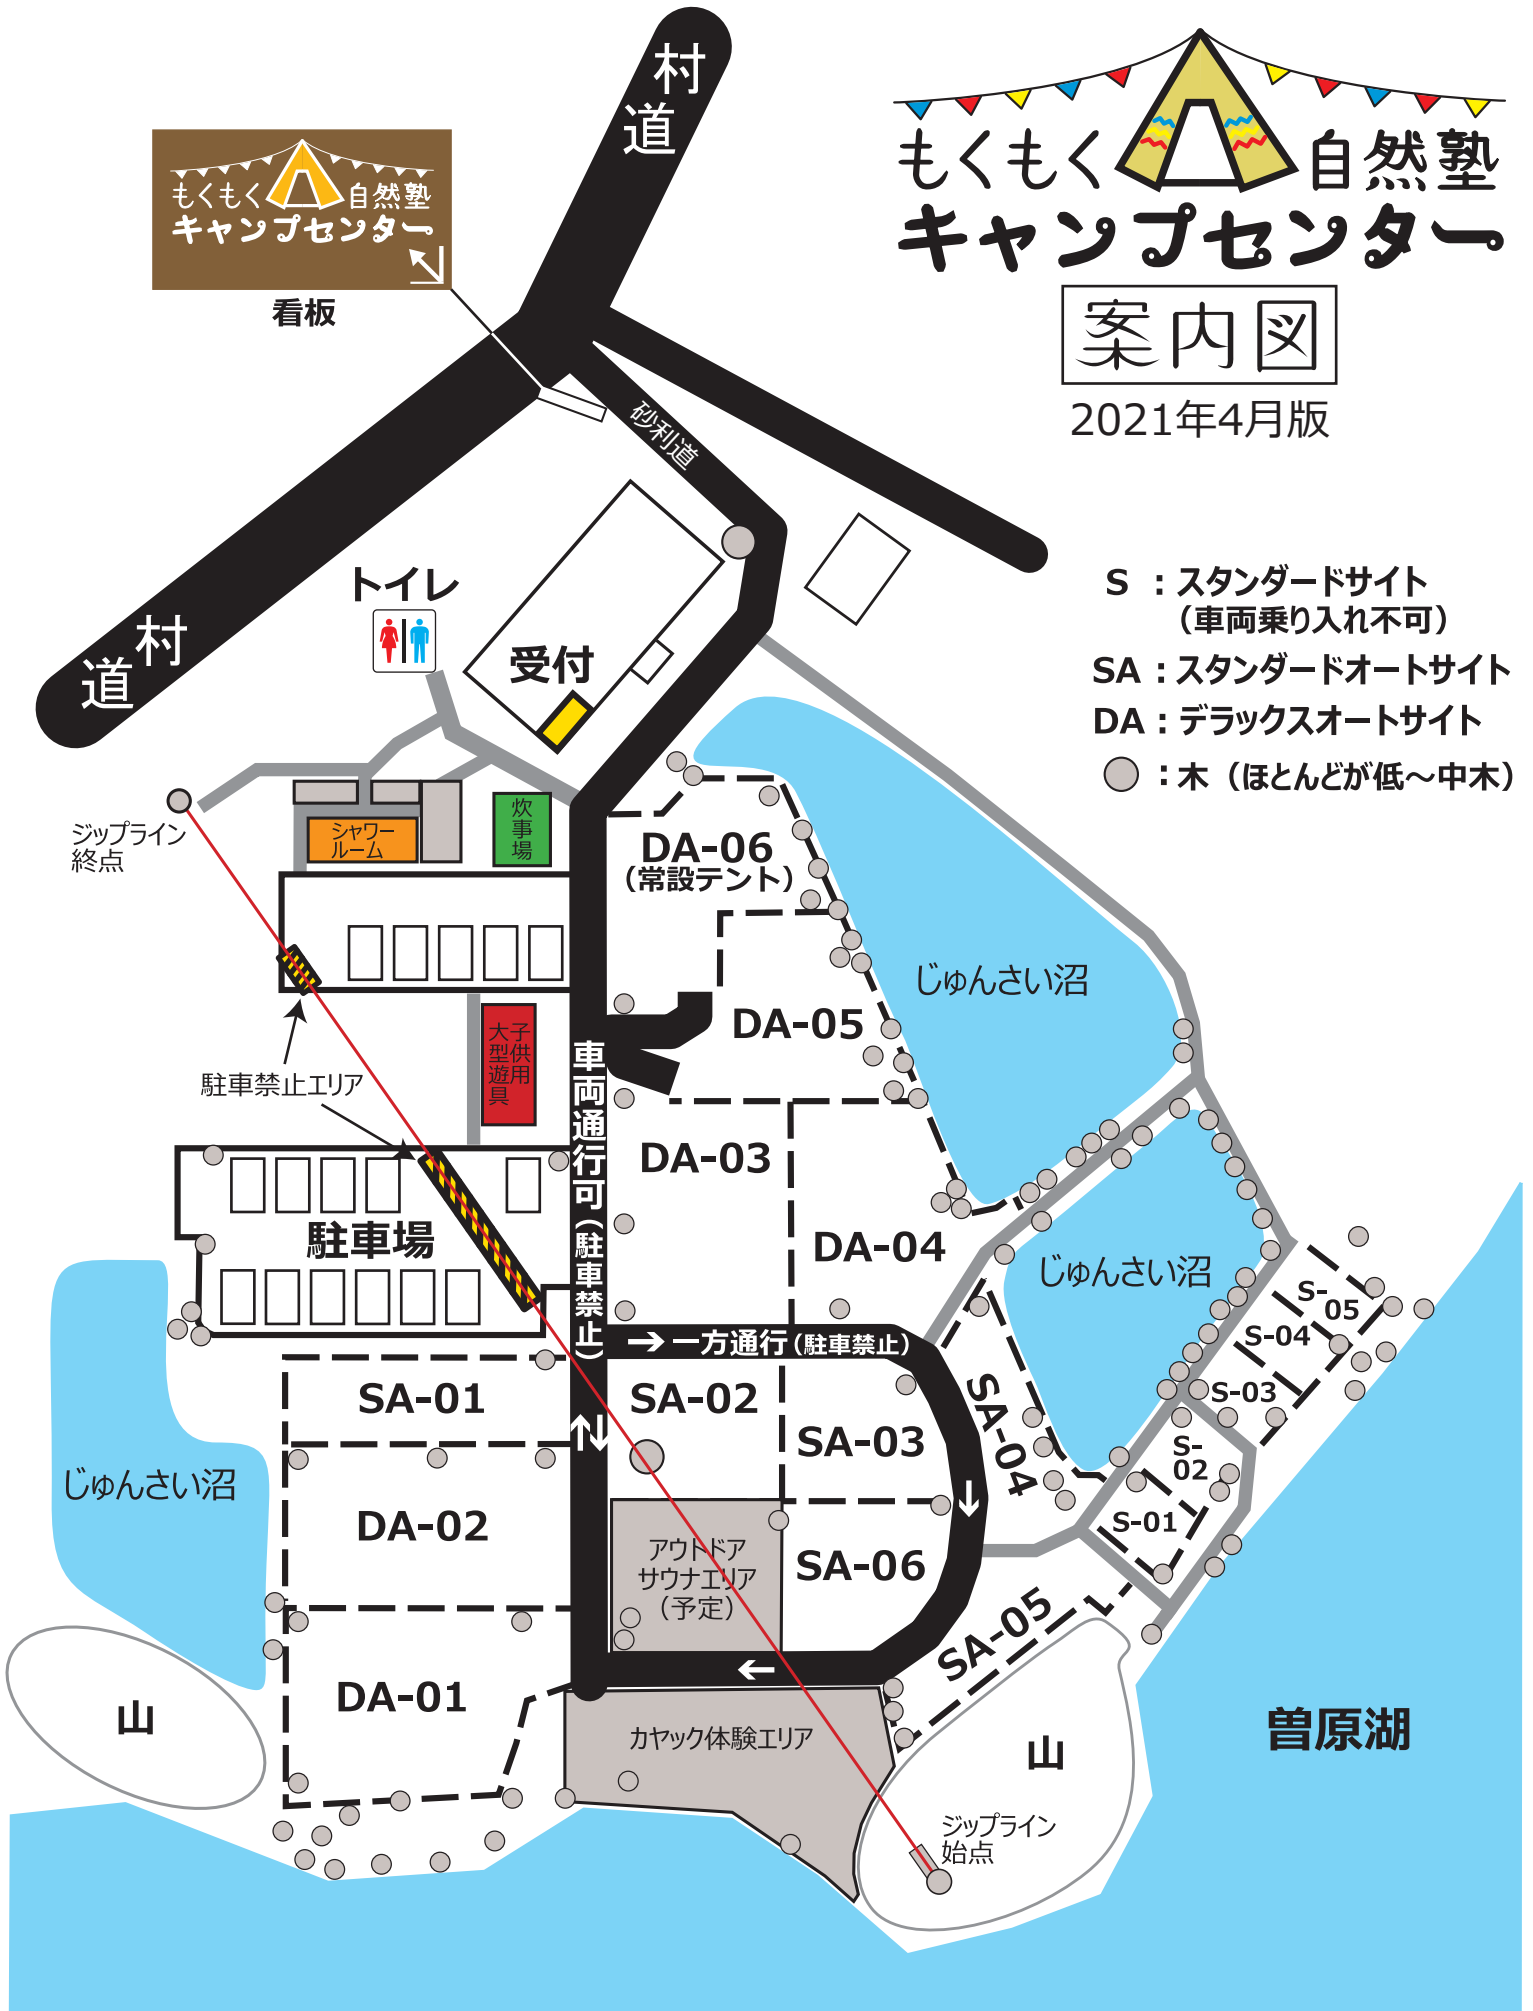 村道
もくもく自然塾
キャンプセンター
看板
もくもく自然塾
キャンプセンター
案内図
2021年4月版
砂利道
S : スタンダードサイト
（車両乗り入れ不可）
SA : スタンダードオートサイト
DA : デラックスオートサイト
: 木（ほとんどが低～中木）
トイレ
受付
村道
ジップライン
終点
シャワー
ルーム
炊事場
DA-06
（常設テント）
じゅんさい沼
DA-05
子供用
大型遊具
駐車禁止エリア
車両通行可（駐車禁止）
DA-03
DA-04
駐車場
じゅんさい沼
S-05
S-04
S-03
S-02
S-01
一方通行（駐車禁止）
SA-01
SA-02
SA-03
SA-04
じゅんさい沼
DA-02
アウトドア
サウナエリア
（予定）
SA-06
SA-05
DA-01
山
カヤック体験エリア
山
曽原湖
ジップライン
始点